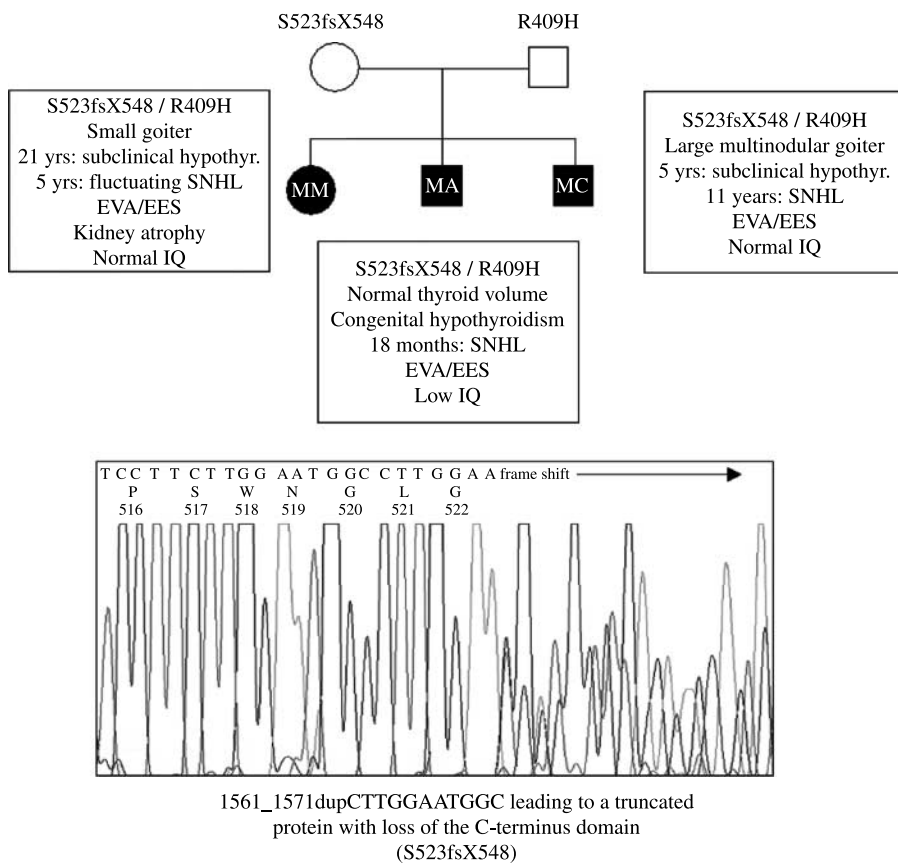 S523fsX548
R409H
S523fsX548 / R409H
Small goiter
21 yrs: subclinical hypothyr.
5 yrs: fluctuating SNHL
EVA/EES
Kidney atrophy
Normal IQ
MM
MA
MC
S523fsX548 / R409H
Normal thyroid volume
Congenital hypothyroidism
18 months: SNHL
EVA/EES
Low IQ
S523fsX548 / R409H
Large multinodular goiter
5 yrs: subclinical hypothyr.
11 years: SNHL
EVA/EES
Normal IQ
T C C T T C T T G G A A T G G C C T T G G A A frame shift
P S W N G L G
516 517 518 519 520 521 522
1561_1571dupCTTGGAATGGC leading to a truncated
protein with loss of the C-terminus domain
(S523fsX548)